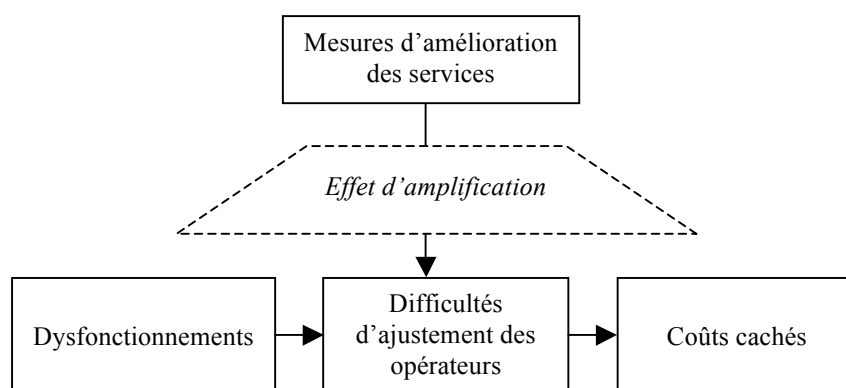 Mesures d’amélioration
des services
Effet d’amplification
Dysfonctionnements
Difficultés
d’ajustement des
opérateurs
Coûts cachés